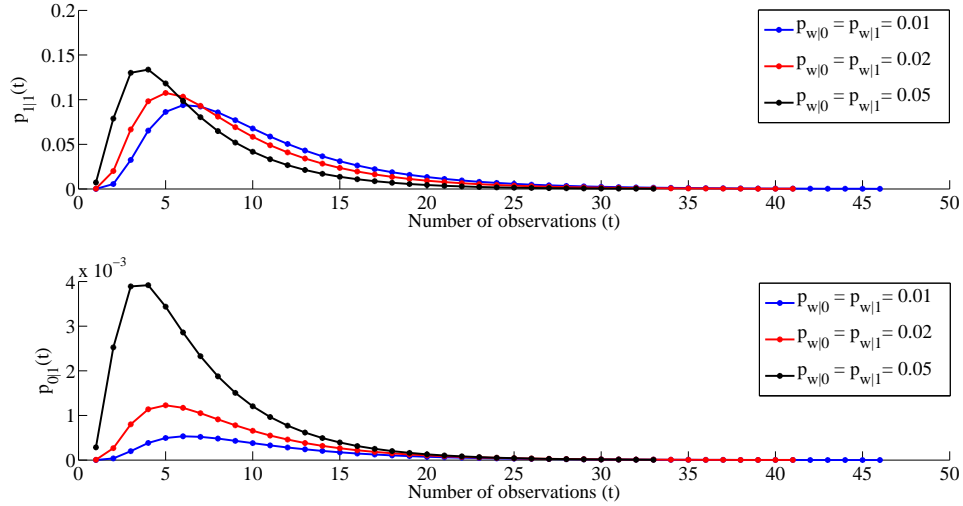 0.2
0.15
0.1
0.05
0
p1|1(t)
0 5 10 15 20 25 30 35 40 45 50
Number of observations (t)
pw|0 = pw|1 = 0.01
pw|0 = pw|1 = 0.02
pw|0 = pw|1 = 0.05
x 10−3
4
3
2
1
0
p0|1(t)
0 5 10 15 20 25 30 35 40 45 50
Number of observations (t)
pw|0 = pw|1= 0.01
pw|0 = pw|1= 0.02
pw|0 = pw|1= 0.05